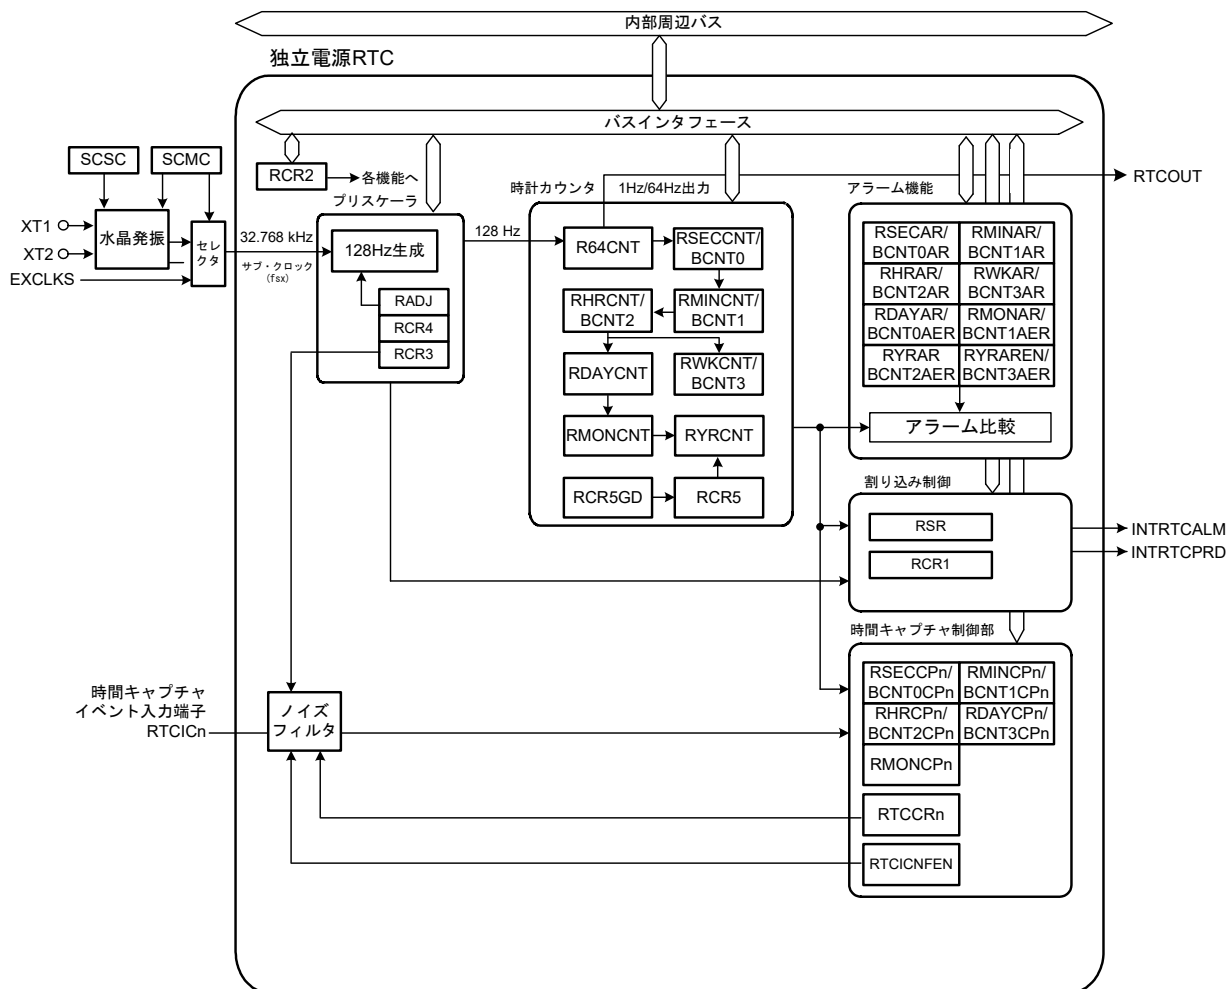 内部周辺バス
独立電源RTC
バスインタフェース
SCSC
SCMC
RCR2
各機能へ
プリスケーラ
時計カウンタ
1Hz/64Hz出力
アラーム機能
RTCOUT
XT1
XT2
EXCLKS
水晶発振
セレ
クタ
32.768 kHz
サブ・クロック
(fsx)
128Hz生成
RADJ
RCR4
RCR3
128 Hz
R64CNT
RSECCNT/
BCNT0
RHRCNT/
BCNT2
RMINCNT/
BCNT1
RDAYCNT
RWKCNT/
BCNT3
RMONCNT
RYRCNT
RCR5GD
RCR5
RSECAR/
BCNT0AR
RMINAR/
BCNT1AR
RHRAR/
BCNT2AR
RWKAR/
BCNT3AR
RDAYAR/
BCNT0AER
RMONAR/
BCNT1AER
RYRAR
BCNT2AER
RYRAREN/
BCNT3AER
アラーム比較
割り込み制御
RSR
RCR1
INTRTCALM
INTRTCPRD
時間キャプチャ制御部
RSECCPn/
BCNT0CPn
RMINCPn/
BCNT1CPn
RHRCPn/
BCNT2CPn
RDAYCPn/
BCNT3CPn
RMONCPn
RTCCRn
RTCICNFEN
時間キャプチャ
イベント入力端子
RTCICn
ノイズ
フィルタ